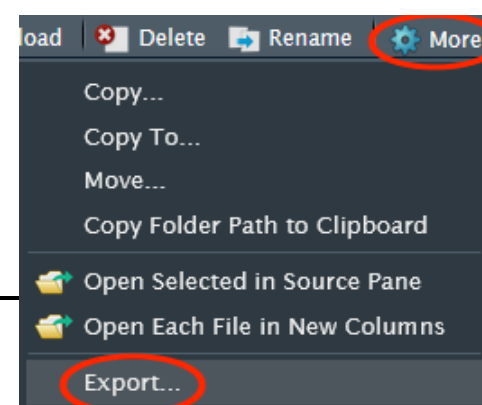 load Delete Rename More
Copy...
Copy To...
Move...
Copy Folder Path to Clipboard
Open Selected in Source Pane
Open Each File in New Columns
Export...